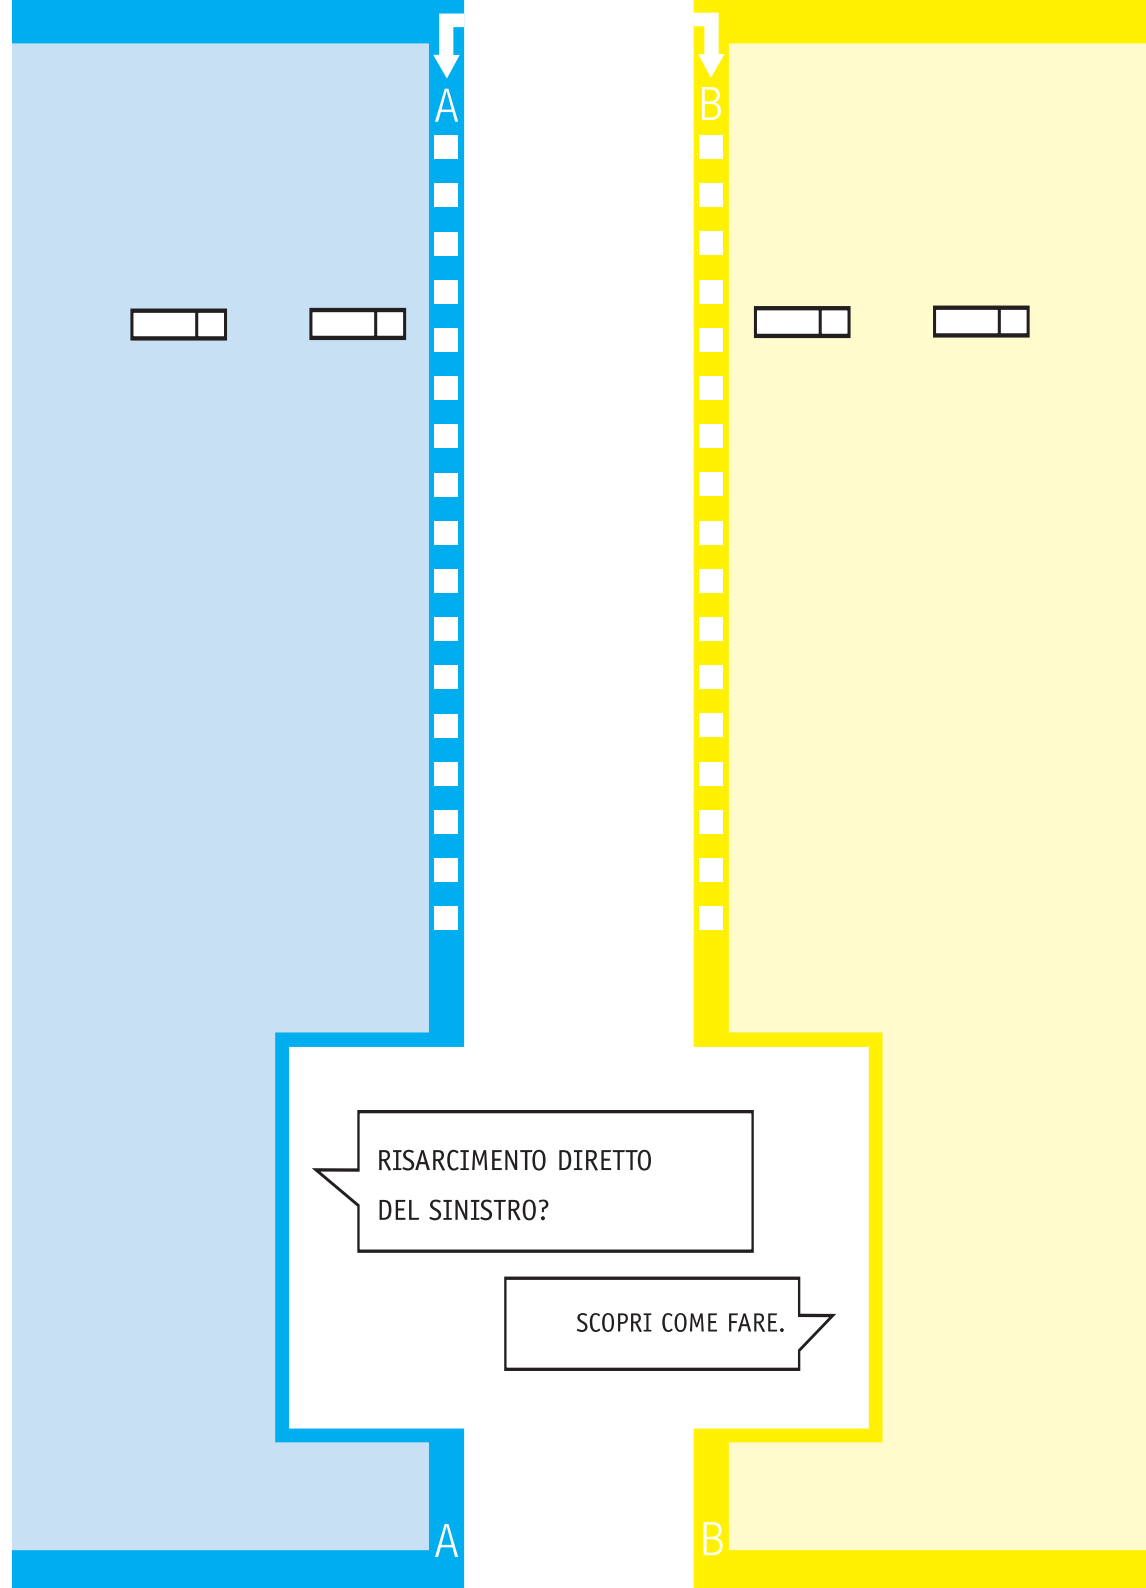 A B
RISARCIMENTO DIRETTO
DEL SINISTRO?
SCOPRI COME FARE.
A B